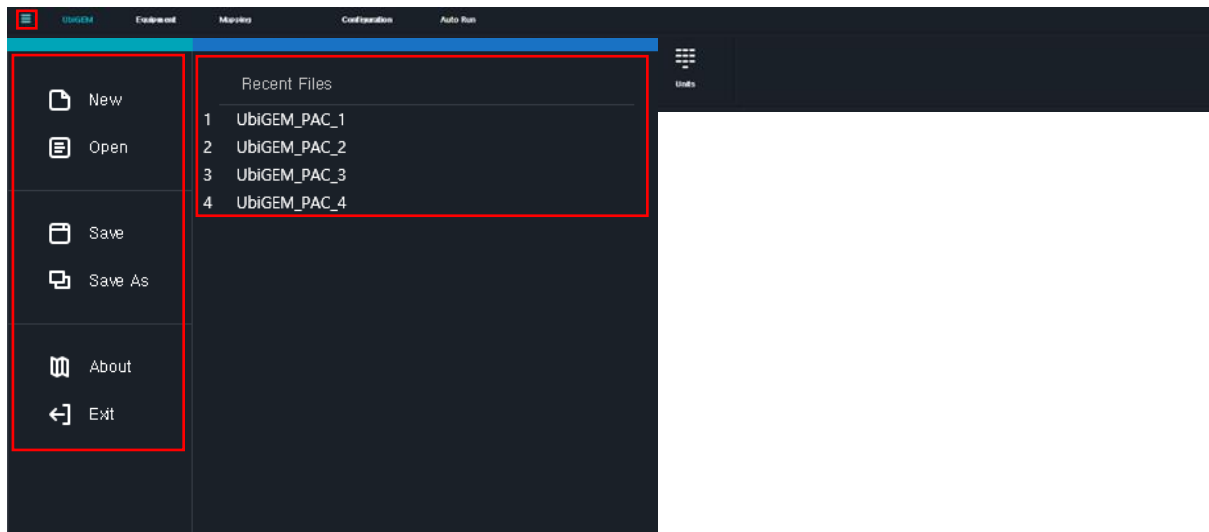 UbiGEM Equipment Mapping Configuration Auto Run
Units
New
Open
Save
Save As
About
Exit
Recent Files
1 UbiGEM_PAC_1
2 UbiGEM_PAC_2
3 UbiGEM_PAC_3
4 UbiGEM_PAC_4